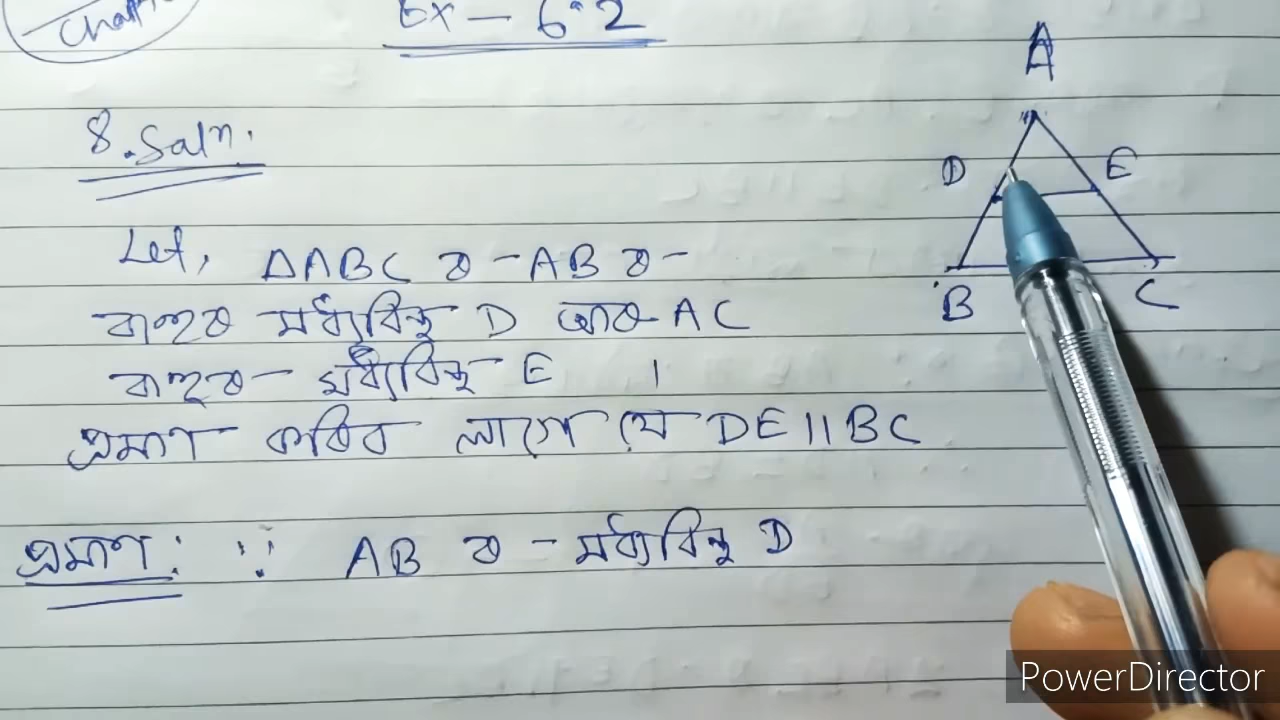 Chapt
Ex - 6.2
8. Soln.
Let, ΔABC ৰ - AB ৰ -
বাহুৰ মধ্যবিন্দু D আৰু AC
বাহুৰ - মধ্যবিন্দু E ।
প্ৰমাণ কৰিব লাগে যে DE || BC
প্ৰমাণ : ∵ AB ৰ - মধ্যবিন্দু D
A
D E
B C
PowerDirector